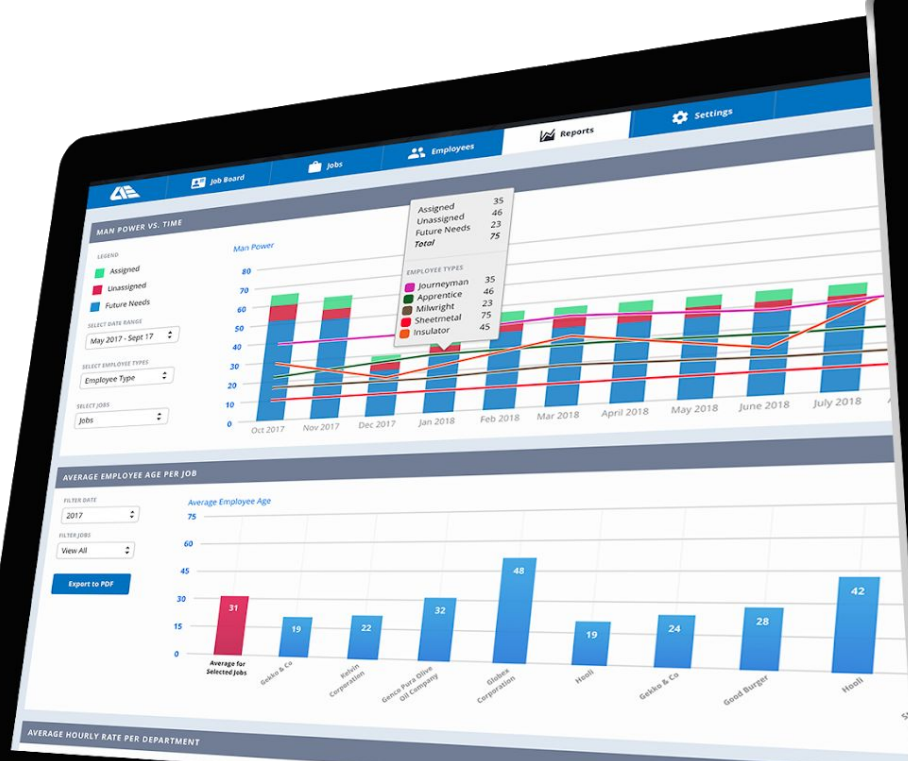 Job Board
Jobs
Employees
Reports
Settings
MAN POWER VS. TIME
LEGEND
Assigned
Unassigned
Future Needs
SELECT DATE RANGE
May 2017 - Sept 17
SELECT EMPLOYEE TYPES
Employee Type
SELECT JOBS
Jobs
Man Power
80
70
60
50
40
30
20
10
0
Assigned 35
Unassigned 46
Future Needs 23
Total 75
EMPLOYEE TYPES
Journeyman 35
Apprentice 46
Milwright 23
Sheetmetal 75
Insulator 45
Oct 2017 Nov 2017 Dec 2017 Jan 2018 Feb 2018 Mar 2018 April 2018 May 2018 June 2018 July 2018 A
AVERAGE EMPLOYEE AGE PER JOB
FILTER DATE
2017
FILTER JOBS
View All
Export to PDF
Average Employee Age
75
60
45
30
15
0
31
19
22
32
48
19
24
28
42
Average for
Selected Jobs
Gekko & Co
Kelvin
Corporation
Genco Pura Olive
Oil Company
Globex
Corporation
Hooli
Gekko & Co
Good Burger
Hooli
AVERAGE HOURLY RATE PER DEPARTMENT